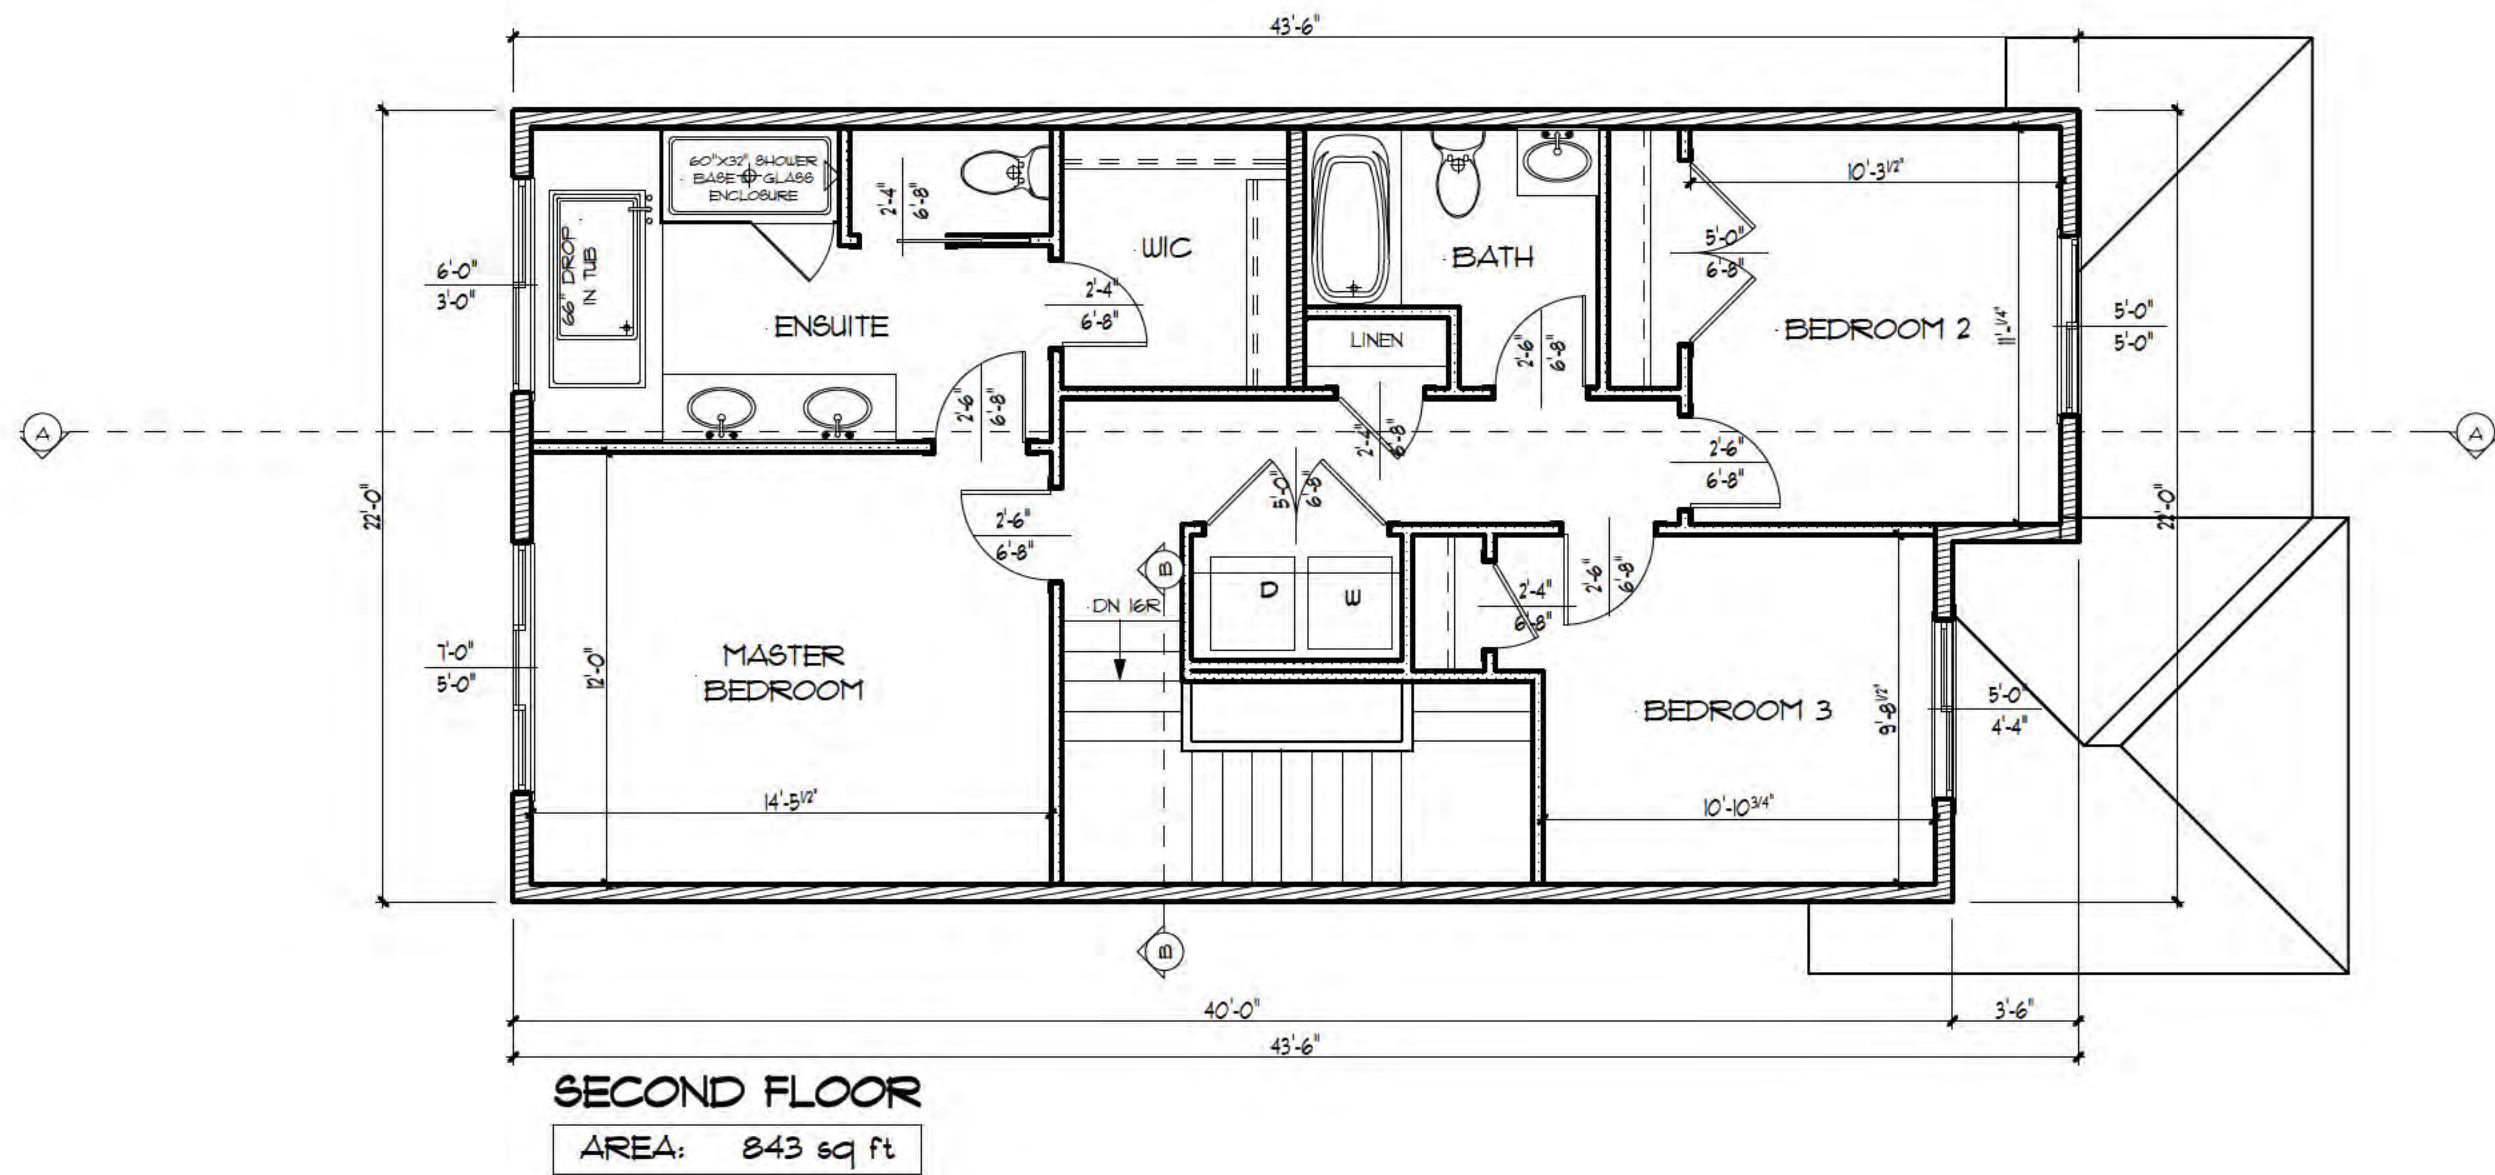 43'-6"
60"X32" SHOWER
BASE & GLASS
ENCLOSURE
2'-4"
6'-8"
WIC
BATH
10'-3 1/2"
5'-0"
6'-8"
6'-0"
3'-0"
66" DROP
IN TUB
ENSUITE
2'-4"
6'-8"
LINEN
2'-6"
6'-8"
BEDROOM 2
11'-1/4"
5'-0"
5'-0"
2'-6"
6'-8"
2'-4"
6'-8"
A
A
2'-6"
6'-8"
22'-0"
22'-0"
5'-0"
6'-8"
2'-6"
6'-8"
B
D
W
DN 16R
2'-4"
6'-8"
2'-6"
6'-8"
7'-0"
5'-0"
12'-0"
MASTER
BEDROOM
BEDROOM 3
9'-8 1/2"
5'-0"
4'-4"
14'-5 1/2"
10'-10 3/4"
B
40'-0"
3'-6"
43'-6"
SECOND FLOOR
AREA: 843 sq ft